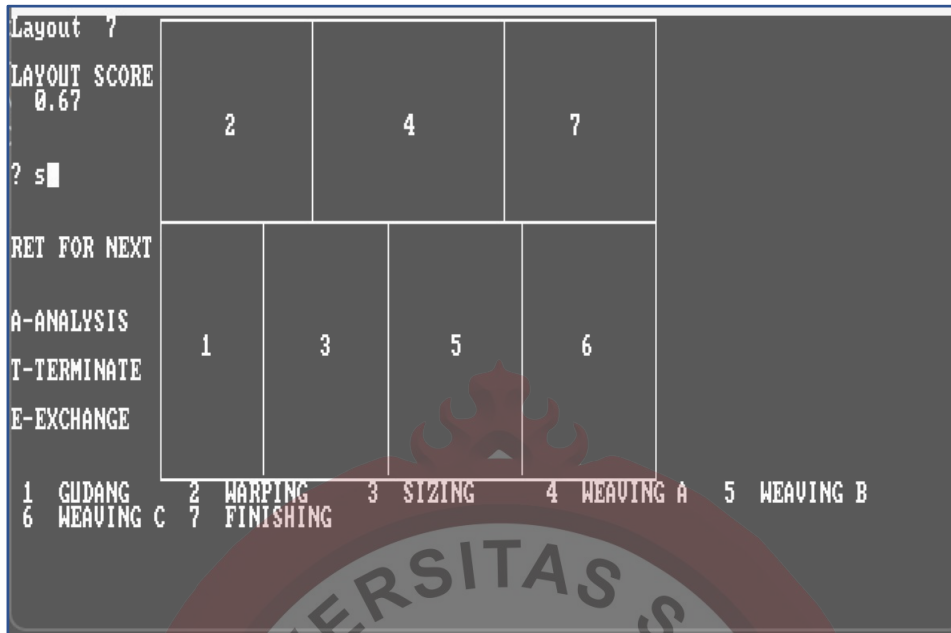 Layout 7
LAYOUT SCORE
0.67
? s
RET FOR NEXT
A-ANALYSIS
T-TERMINATE
E-EXCHANGE
2 4 7
1 3 5 6
1 GUDANG 2 WARPING 3 SIZING 4 WEAVING A 5 WEAVING B
6 WEAVING C 7 FINISHING
ERSITAS